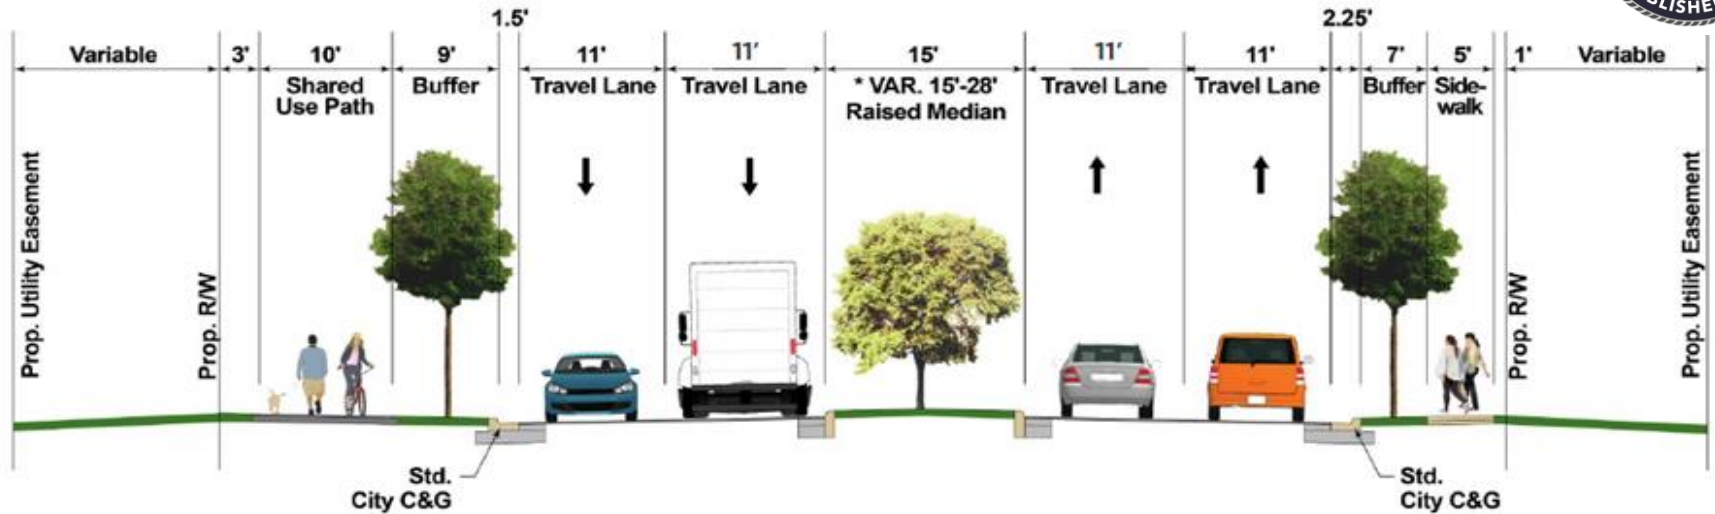 1.5'
2.25'
Variable
3'
10'
9'
11'
11'
15'
11'
11'
7'
5'
1'
Variable
Shared
Use Path
Buffer
Travel Lane
Travel Lane
* VAR. 15'-28'
Raised Median
Travel Lane
Travel Lane
Buffer
Side-
walk
Prop. Utility Easement
Prop. R/W
Prop. R/W
Prop. Utility Easement
Std.
City C&G
Std.
City C&G